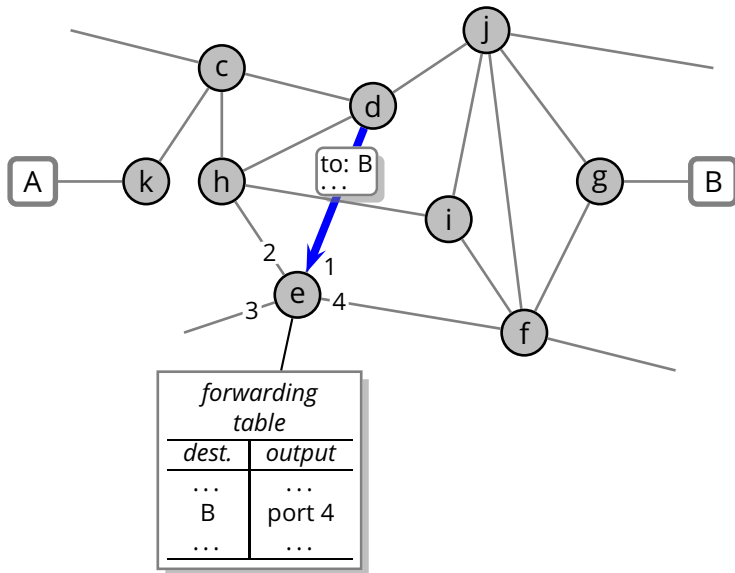 j
c
d
to: B
. . .
A
k
h
g
B
i
2
1
e
4
3
f
forwarding
table
dest. output
. . . . . .
B port 4
. . . . . .